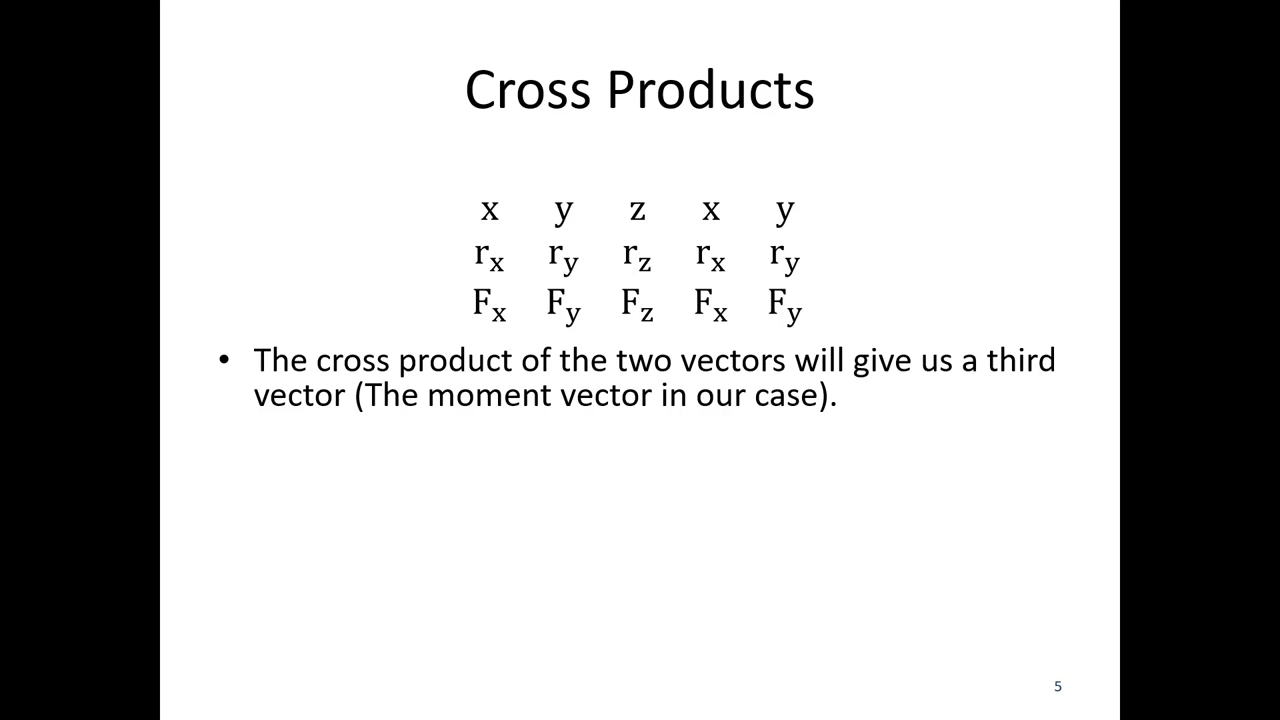 Cross Products
x y z x y
rx ry rz rx ry
Fx Fy Fz Fx Fy
• The cross product of the two vectors will give us a third
vector (The moment vector in our case).
5